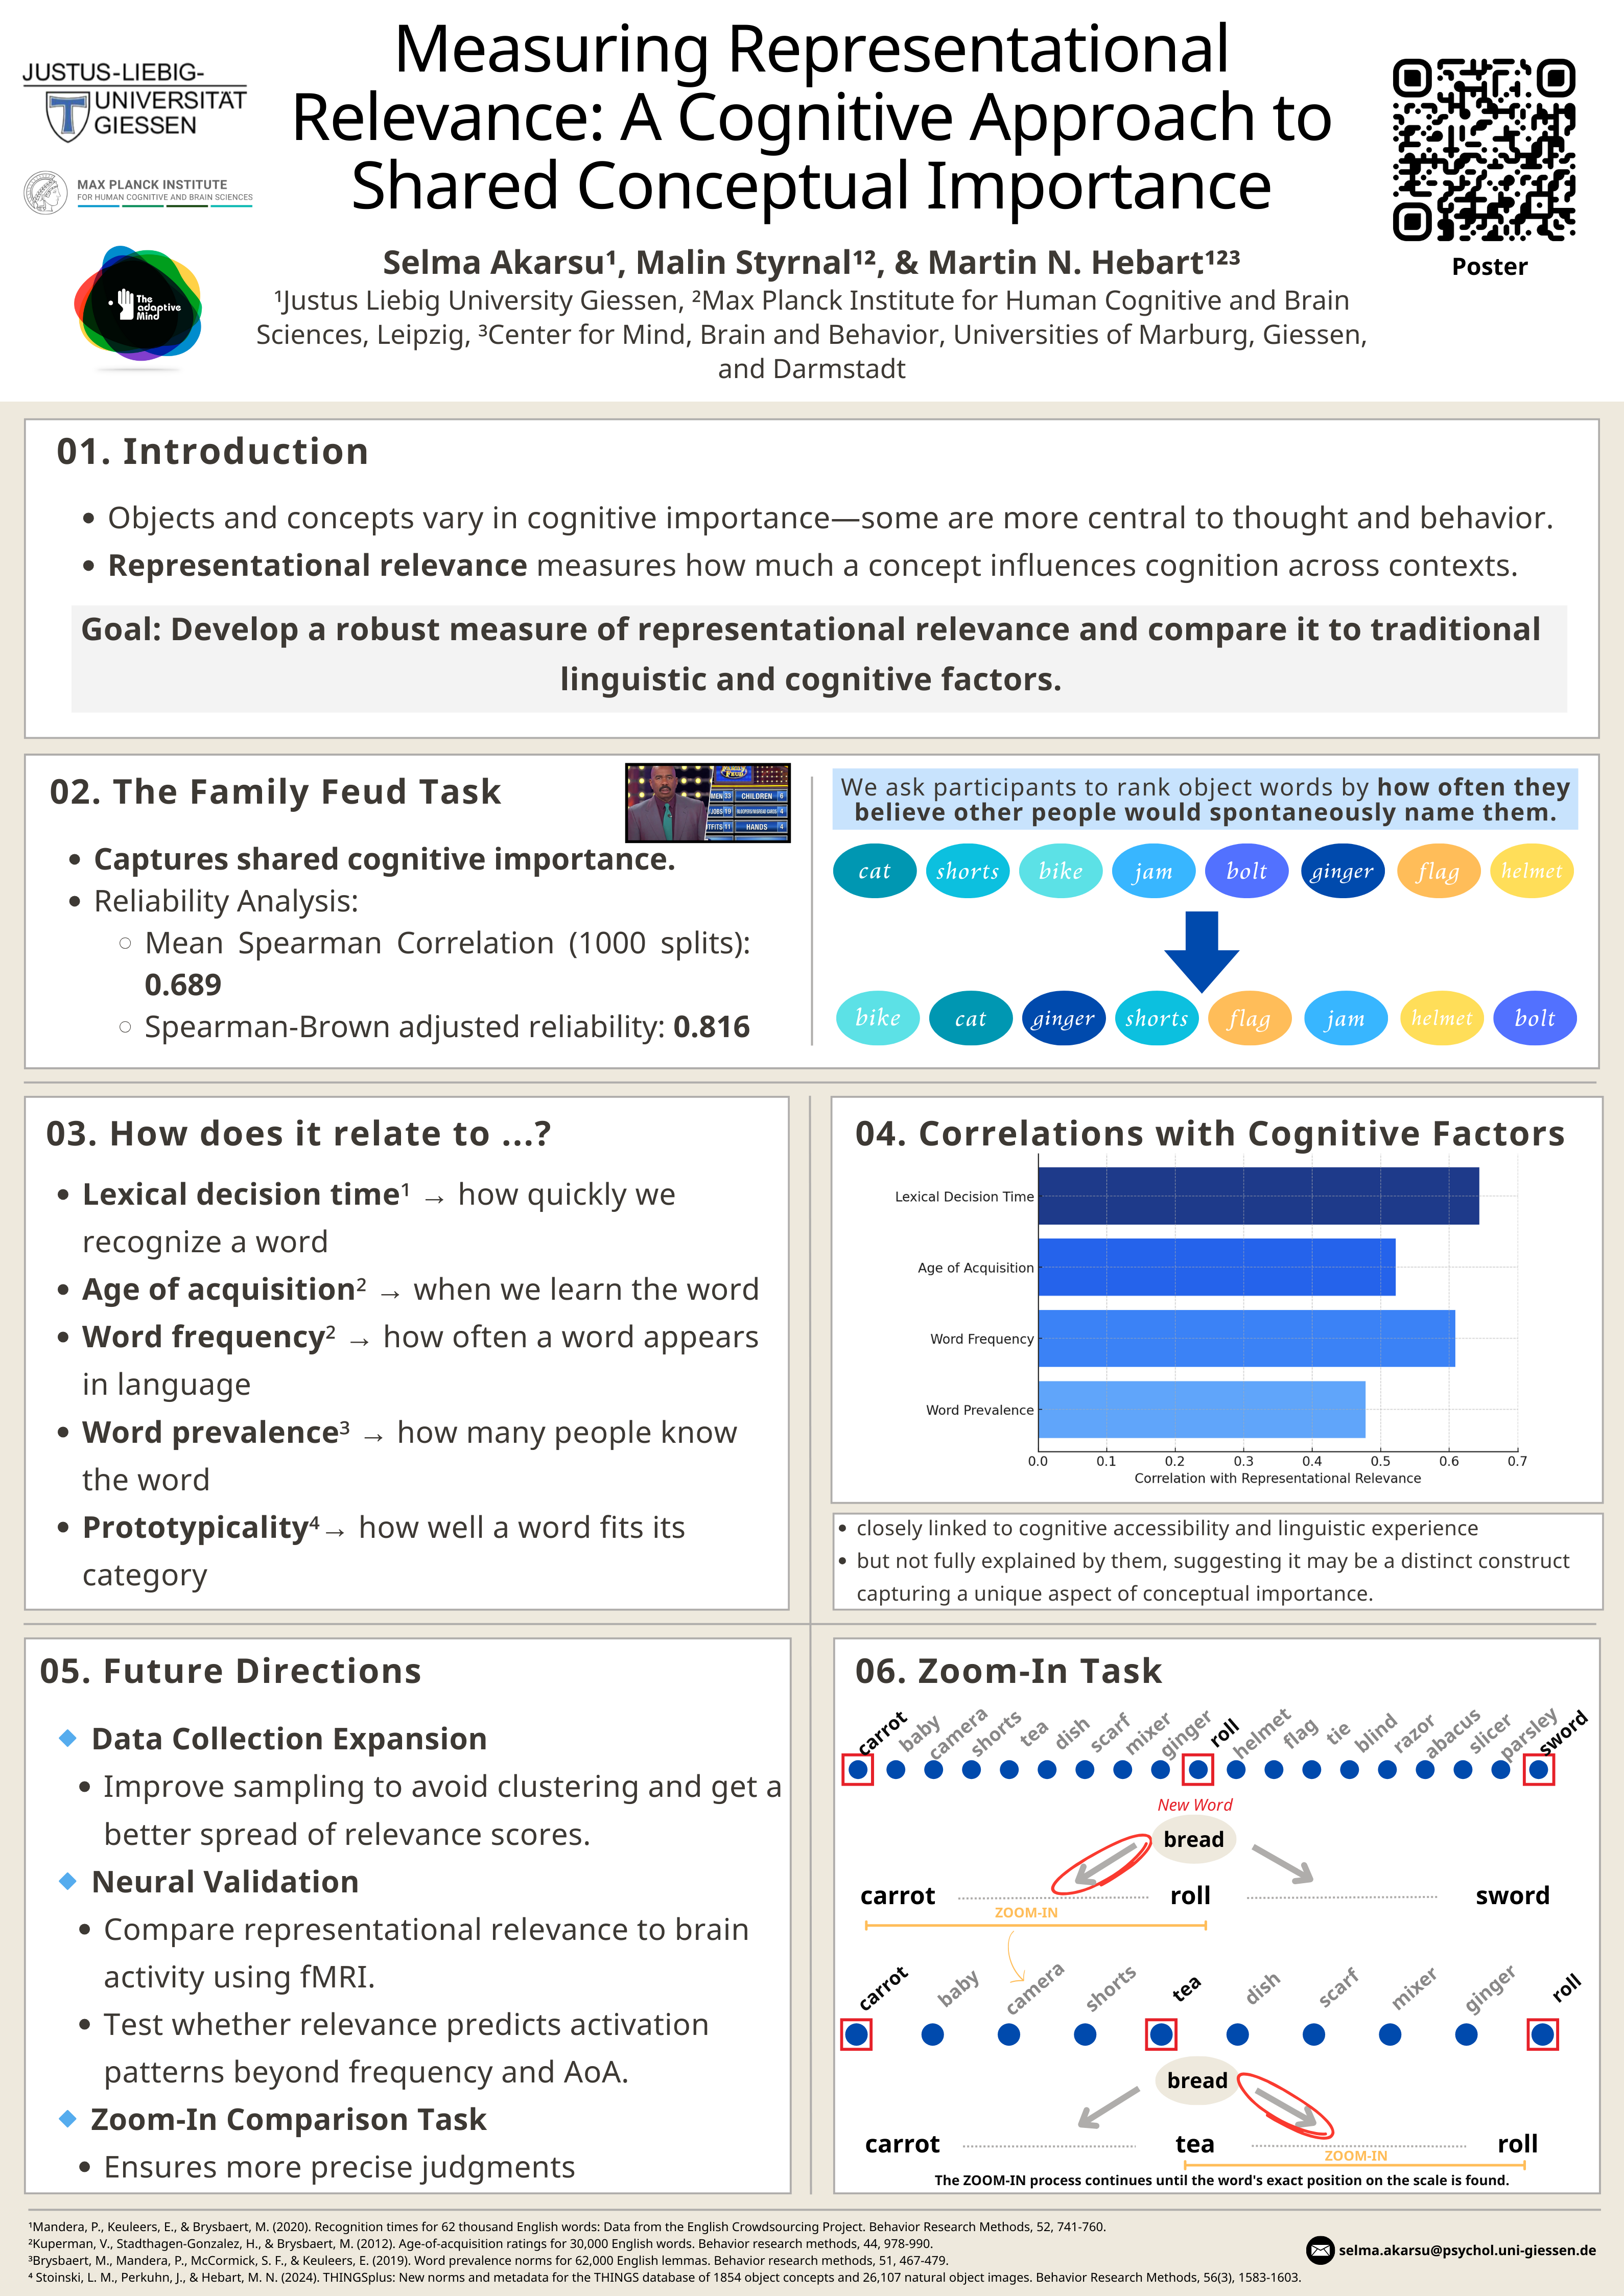 JUSTUS-LIEBIG-
UNIVERSITAT
GIESSEN
MAX PLANCK INSTITUTE
FOR HUMAN COGNITIVE AND BRAIN SCIENCES
The
adaptive
Mind
Measuring Representational
Relevance: A Cognitive Approach to
Shared Conceptual Importance
Poster
Selma Akarsu¹, Malin Styrnal¹², & Martin N. Hebart¹²³
¹Justus Liebig University Giessen, ²Max Planck Institute for Human Cognitive and Brain
Sciences, Leipzig, ³Center for Mind, Brain and Behavior, Universities of Marburg, Giessen,
and Darmstadt
01. Introduction
• Objects and concepts vary in cognitive importance—some are more central to thought and behavior.
• Representational relevance measures how much a concept influences cognition across contexts.
Goal: Develop a robust measure of representational relevance and compare it to traditional
linguistic and cognitive factors.
02. The Family Feud Task
MEN 33 CHILDREN 6
JOBS 19
TFITS 11 HANDS 4
• Captures shared cognitive importance.
• Reliability Analysis:
○ Mean Spearman Correlation (1000 splits):
0.689
○ Spearman-Brown adjusted reliability: 0.816
We ask participants to rank object words by how often they
believe other people would spontaneously name them.
cat shorts bike jam bolt ginger flag helmet
bike cat ginger shorts flag jam helmet bolt
03. How does it relate to ...?
• Lexical decision time¹ → how quickly we
recognize a word
• Age of acquisition² → when we learn the word
• Word frequency² → how often a word appears
in language
• Word prevalence³ → how many people know
the word
• Prototypicality⁴→ how well a word fits its
category
04. Correlations with Cognitive Factors
Lexical Decision Time
Age of Acquisition
Word Frequency
Word Prevalence
0.0 0.1 0.2 0.3 0.4 0.5 0.6 0.7
Correlation with Representational Relevance
• closely linked to cognitive accessibility and linguistic experience
• but not fully explained by them, suggesting it may be a distinct construct
capturing a unique aspect of conceptual importance.
05. Future Directions
Data Collection Expansion
• Improve sampling to avoid clustering and get a
better spread of relevance scores.
Neural Validation
• Compare representational relevance to brain
activity using fMRI.
• Test whether relevance predicts activation
patterns beyond frequency and AoA.
Zoom-In Comparison Task
• Ensures more precise judgments
06. Zoom-In Task
carrot baby camera shorts tea dish scarf mixer ginger roll helmet flag tie blind razor abacus slicer parsley sword
New Word
bread
carrot roll sword
ZOOM-IN
carrot baby camera shorts tea dish scarf mixer ginger roll
bread
carrot tea roll
ZOOM-IN
The ZOOM-IN process continues until the word's exact position on the scale is found.
¹Mandera, P., Keuleers, E., & Brysbaert, M. (2020). Recognition times for 62 thousand English words: Data from the English Crowdsourcing Project. Behavior Research Methods, 52, 741-760.
²Kuperman, V., Stadthagen-Gonzalez, H., & Brysbaert, M. (2012). Age-of-acquisition ratings for 30,000 English words. Behavior research methods, 44, 978-990.
³Brysbaert, M., Mandera, P., McCormick, S. F., & Keuleers, E. (2019). Word prevalence norms for 62,000 English lemmas. Behavior research methods, 51, 467-479.
⁴ Stoinski, L. M., Perkuhn, J., & Hebart, M. N. (2024). THINGSplus: New norms and metadata for the THINGS database of 1854 object concepts and 26,107 natural object images. Behavior Research Methods, 56(3), 1583-1603.
selma.akarsu@psychol.uni-giessen.de